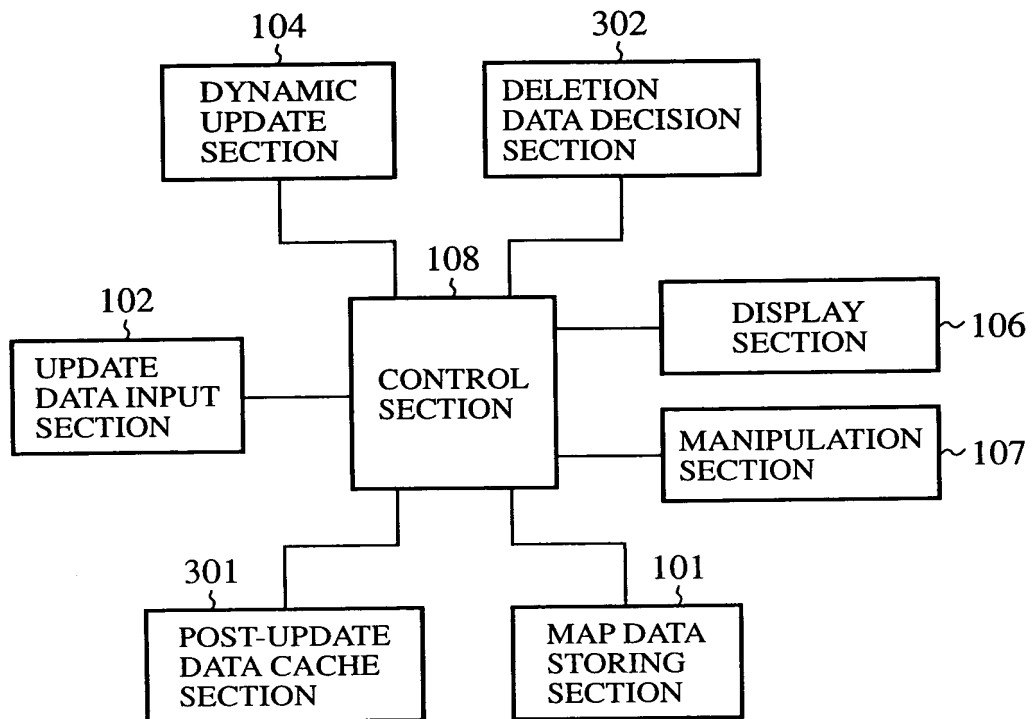 104
DYNAMIC
UPDATE
SECTION
302
DELETION
DATA DECISION
SECTION
108
CONTROL
SECTION
102
UPDATE
DATA INPUT
SECTION
DISPLAY
SECTION
106
MANIPULATION
SECTION
107
301
POST-UPDATE
DATA CACHE
SECTION
101
MAP DATA
STORING
SECTION